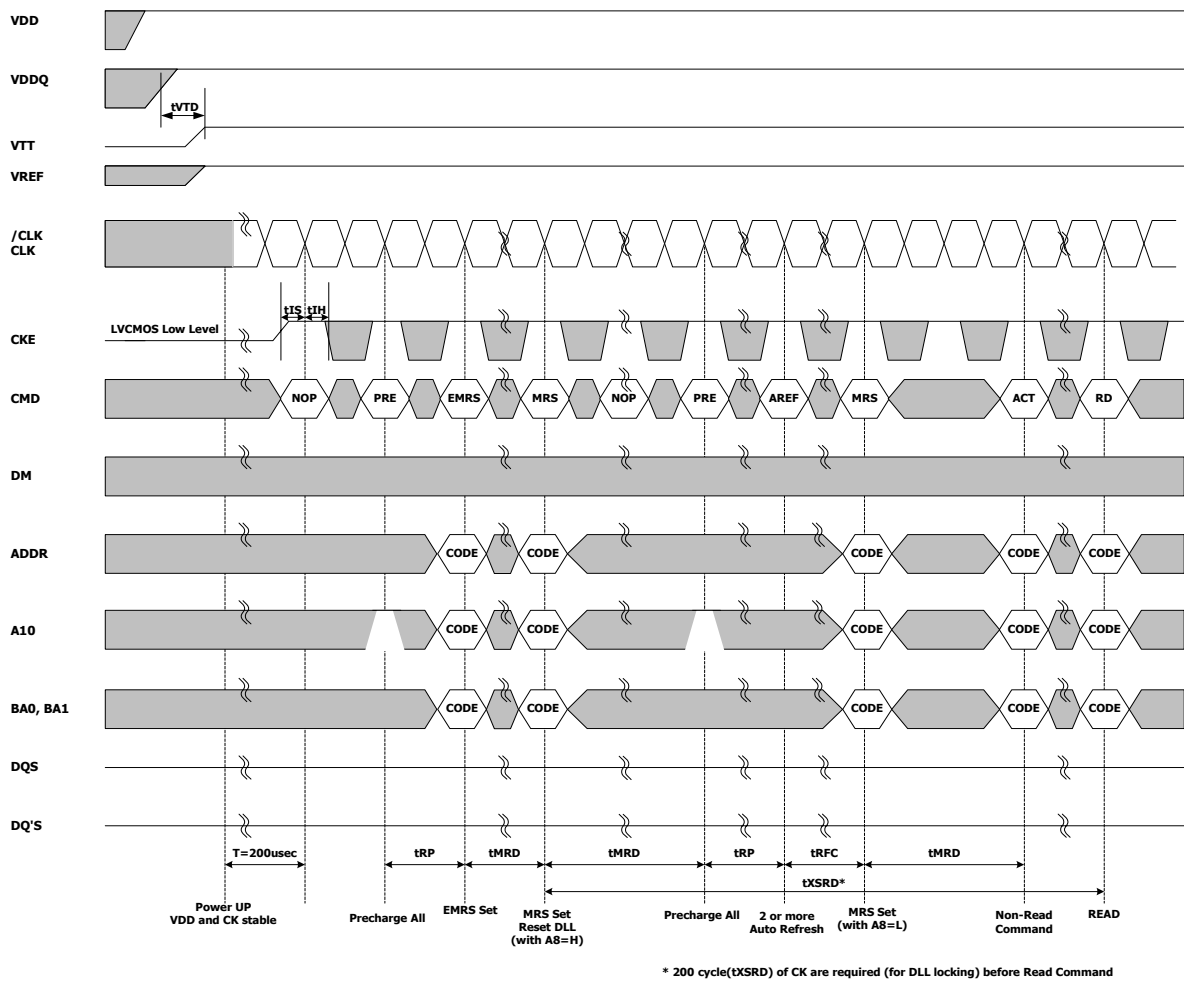 VDD
VDDQ
tVTD
VTT
VREF
/CLK
CLK
tIS tIH
LVCMOS Low Level
CKE
CMD NOP PRE EMRS MRS NOP PRE AREF MRS ACT RD
DM
ADDR CODE CODE CODE CODE CODE
A10 CODE CODE CODE CODE CODE
BA0, BA1 CODE CODE CODE CODE CODE
DQS
DQ'S
T=200usec tRP tMRD tMRD tRP tRFC tMRD
tXSRD*
Power UP
VDD and CK stable
Precharge All
EMRS Set
MRS Set
Reset DLL
(with A8=H)
Precharge All
2 or more
Auto Refresh
MRS Set
(with A8=L)
Non-Read
Command
READ
* 200 cycle(tXSRD) of CK are required (for DLL locking) before Read Command